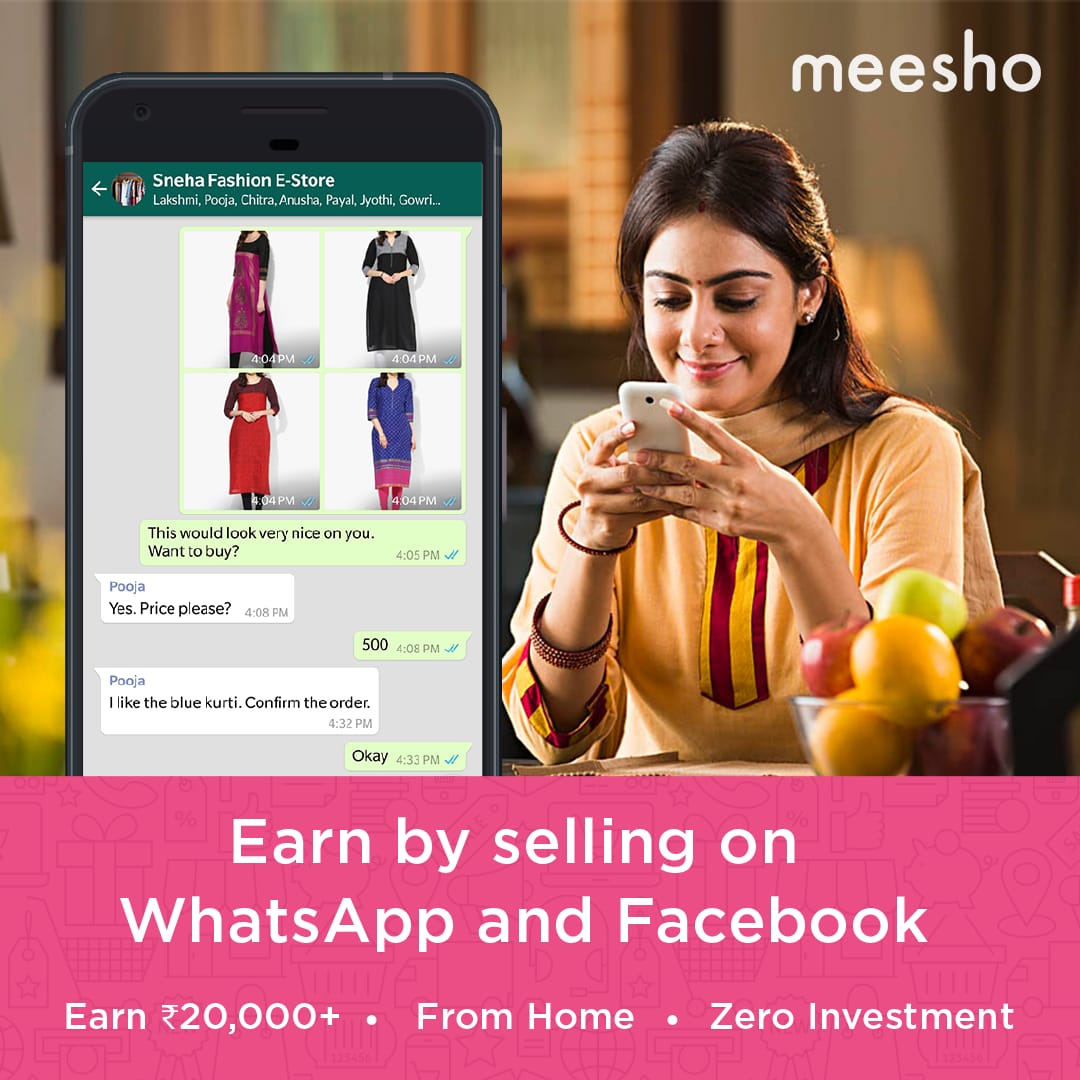 meesho
Sneha Fashion E-Store
Lakshmi, Pooja, Chitra, Anusha, Payal, Jyothi, Gowri...
4:04 PM
4:04 PM
4:04 PM
4:04 PM
This would look very nice on you.
Want to buy?
4:05 PM
Pooja
Yes. Price please? 4:08 PM
500 4:08 PM
Pooja
I like the blue kurti. Confirm the order.
4:32 PM
Okay 4:33 PM
Earn by selling on
WhatsApp and Facebook
Earn ₹20,000+ • From Home • Zero Investment
123456
123456